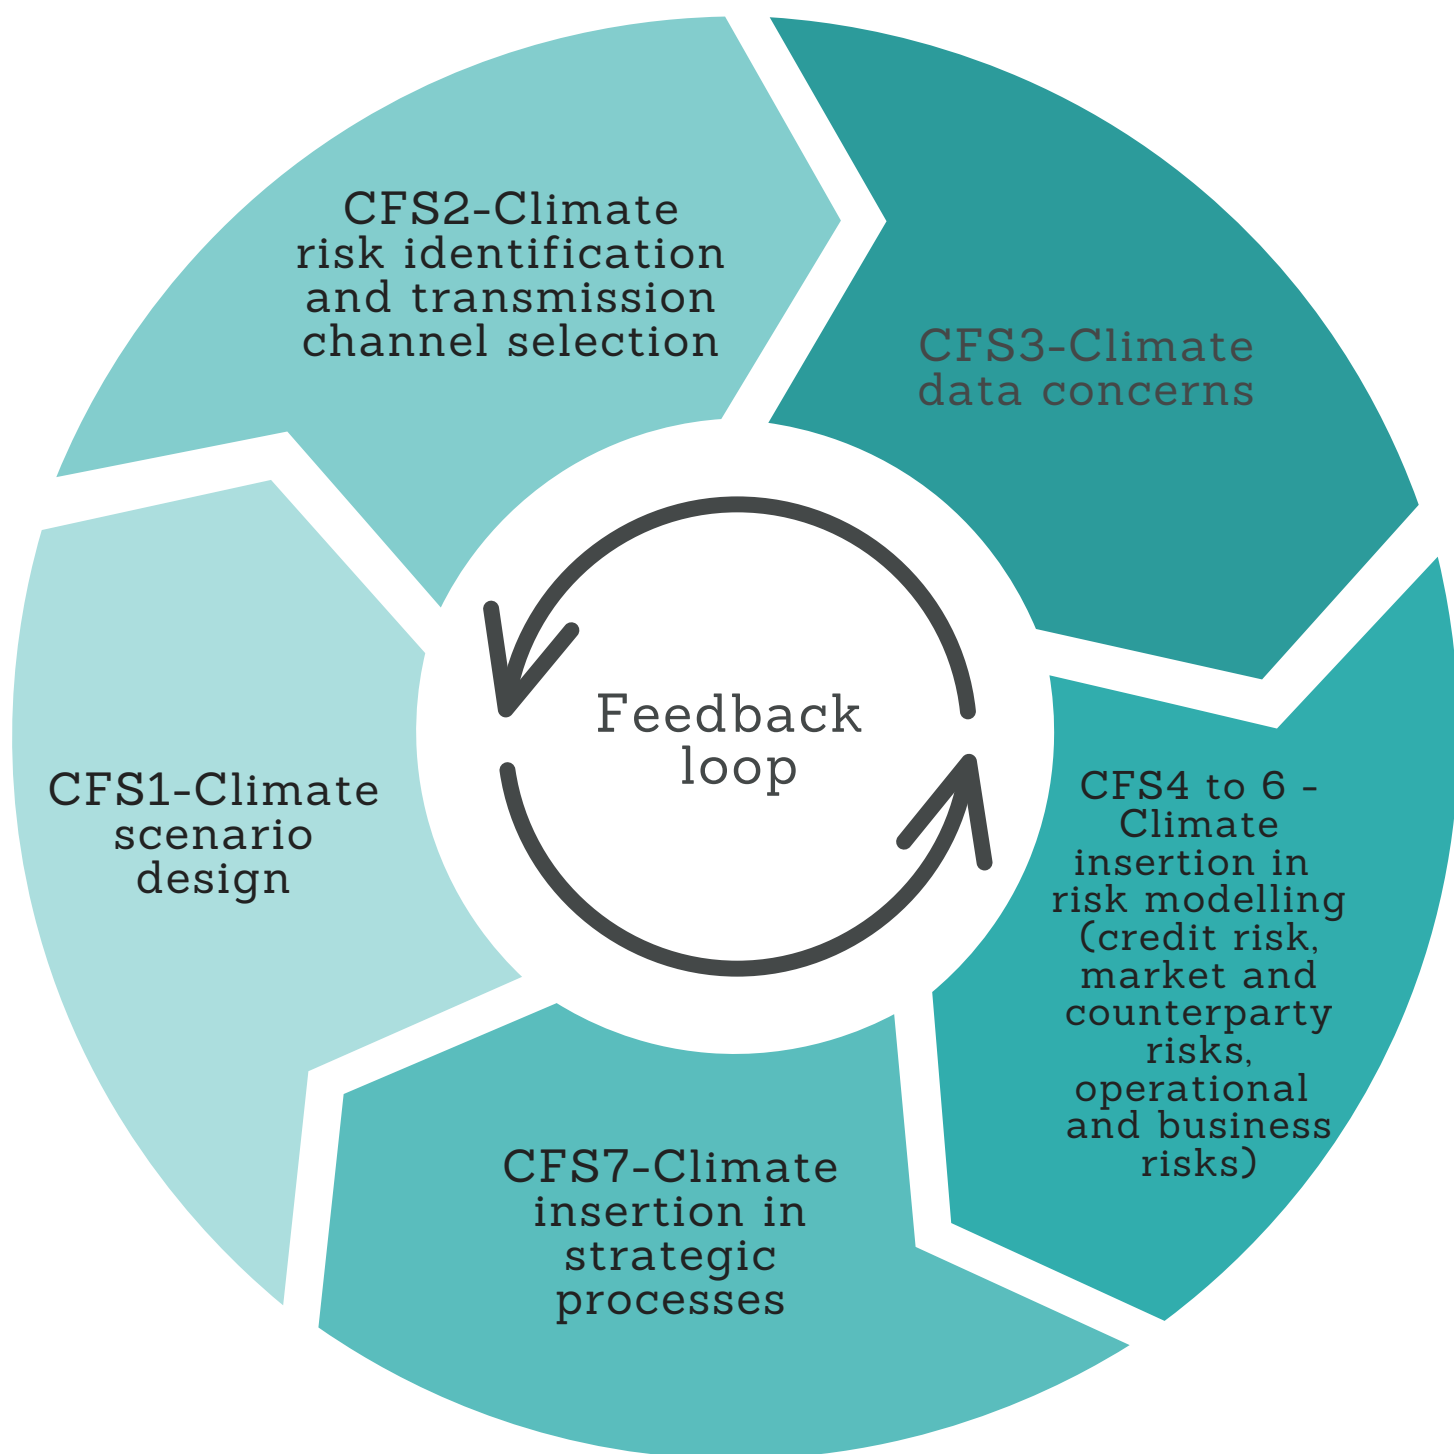 CFS2-Climate
risk identification
and transmission
channel selection
CFS3-Climate
data concerns
Feedback
loop
CFS1-Climate
scenario
design
CFS4 to 6 -
Climate
insertion in
risk modelling
(credit risk,
market and
counterparty
risks,
operational
and business
risks)
CFS7-Climate
insertion in
strategic
processes